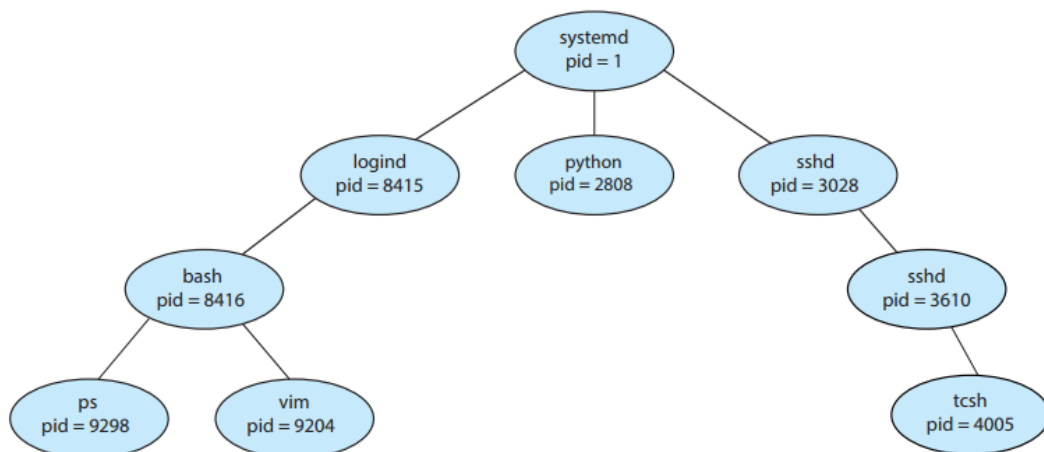 systemd
pid = 1
logind
pid = 8415
python
pid = 2808
sshd
pid = 3028
bash
pid = 8416
sshd
pid = 3610
ps
pid = 9298
vim
pid = 9204
tcsh
pid = 4005